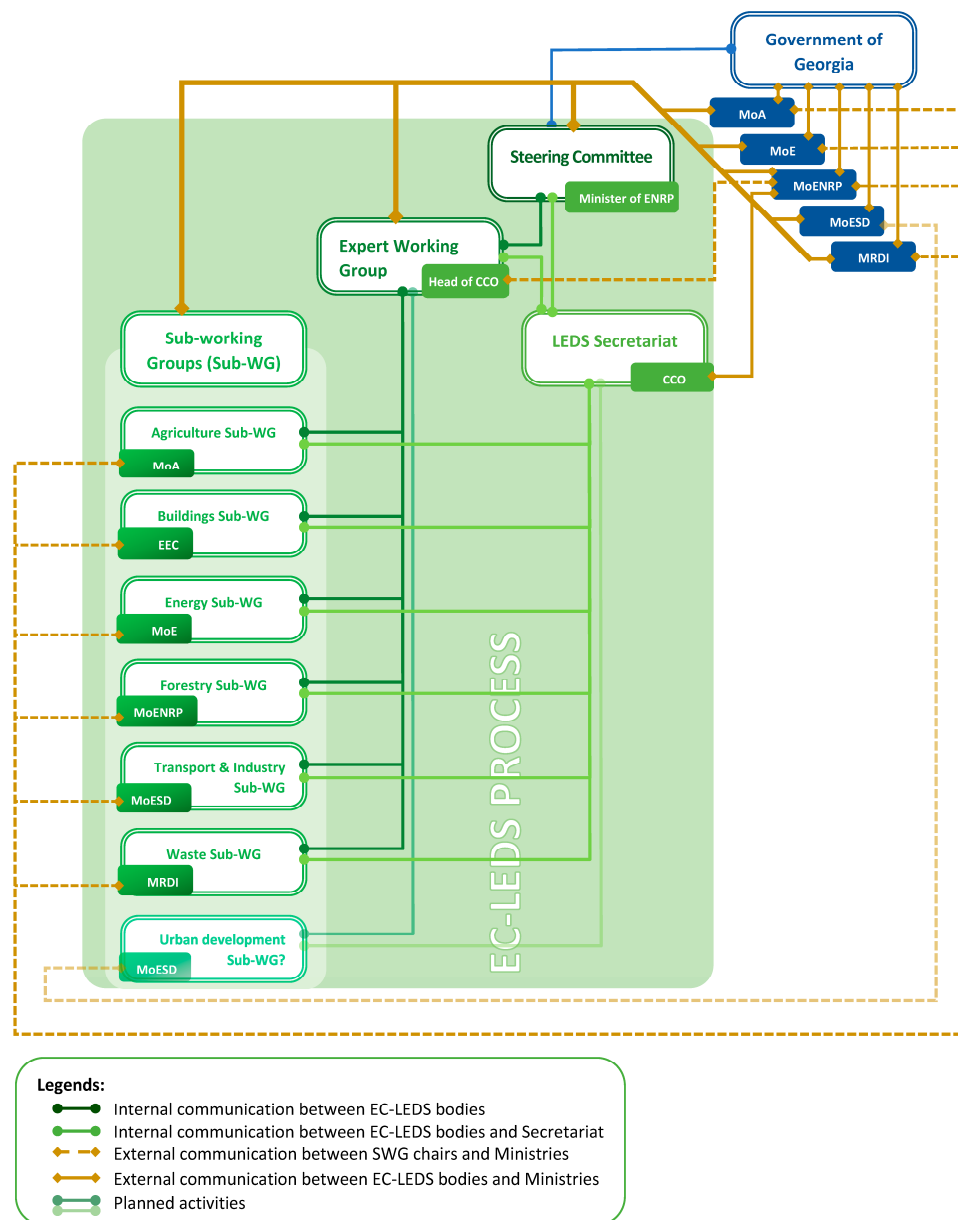 Government of
Georgia
MoA
MoE
MoENRP
MoESD
MRDI
Steering Committee
Minister of ENRP
Expert Working
Group
Head of CCO
Sub-working
Groups (Sub-WG)
LEDS Secretariat
CCO
Agriculture Sub-WG
MoA
Buildings Sub-WG
EEC
Energy Sub-WG
MoE
Forestry Sub-WG
MoENRP
Transport & Industry
Sub-WG
MoESD
Waste Sub-WG
MRDI
Urban development
Sub-WG?
MoESD
EC-LEDS PROCESS
Legends:
Internal communication between EC-LEDS bodies
Internal communication between EC-LEDS bodies and Secretariat
External communication between SWG chairs and Ministries
External communication between EC-LEDS bodies and Ministries
Planned activities